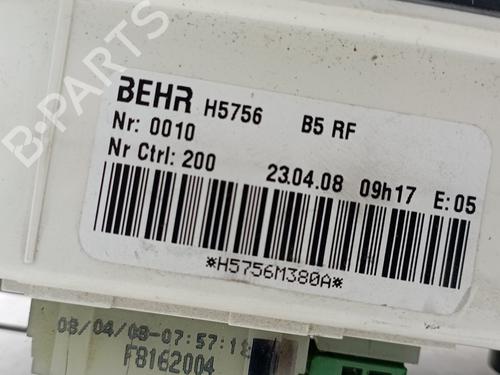 BEHR H5756 B5 RF
Nr: 0010
Nr Ctrl: 200 23.04.08 09h17 E: 05
*H5756M380A*
08/04/08-07:57:18
F8162004
B-PARTS